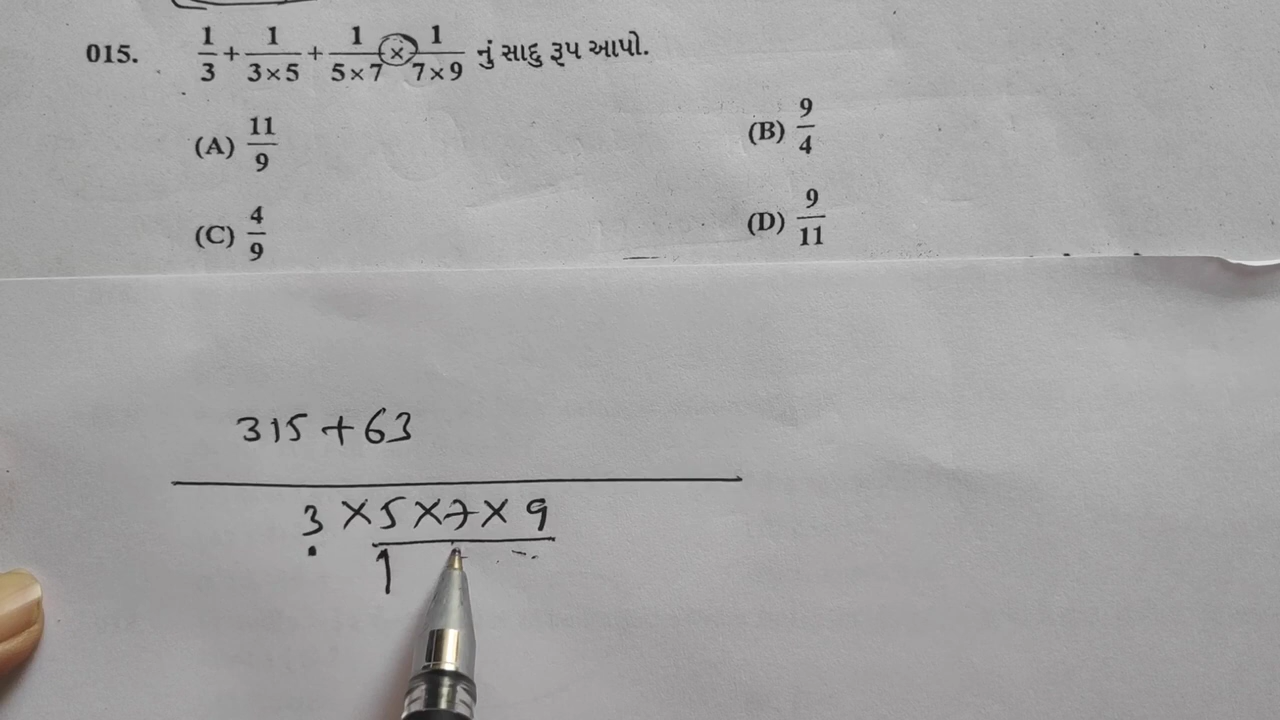 015. 1/3 + 1/3×5 + 1/5×7 × 1/7×9 નું સાદુ રૂપ આપો.
(A) 11/9 (B) 9/4
(C) 4/9 (D) 9/11
315 + 63
3 × 5 × 7 × 9
1